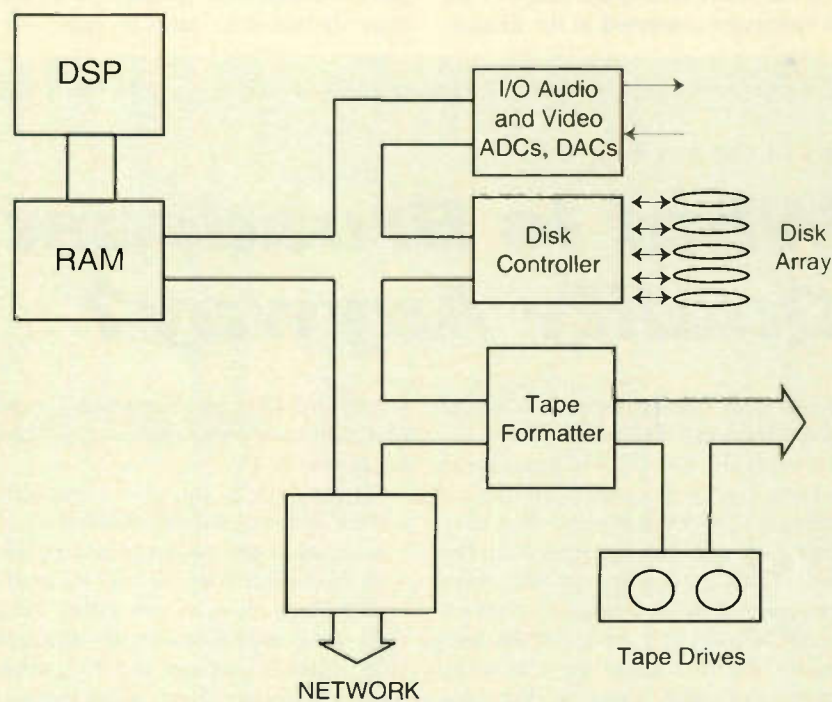 DSP
RAM
I/O Audio
and Video
ADCs, DACs
Disk
Controller
Disk
Array
Tape
Formatter
Tape Drives
NETWORK